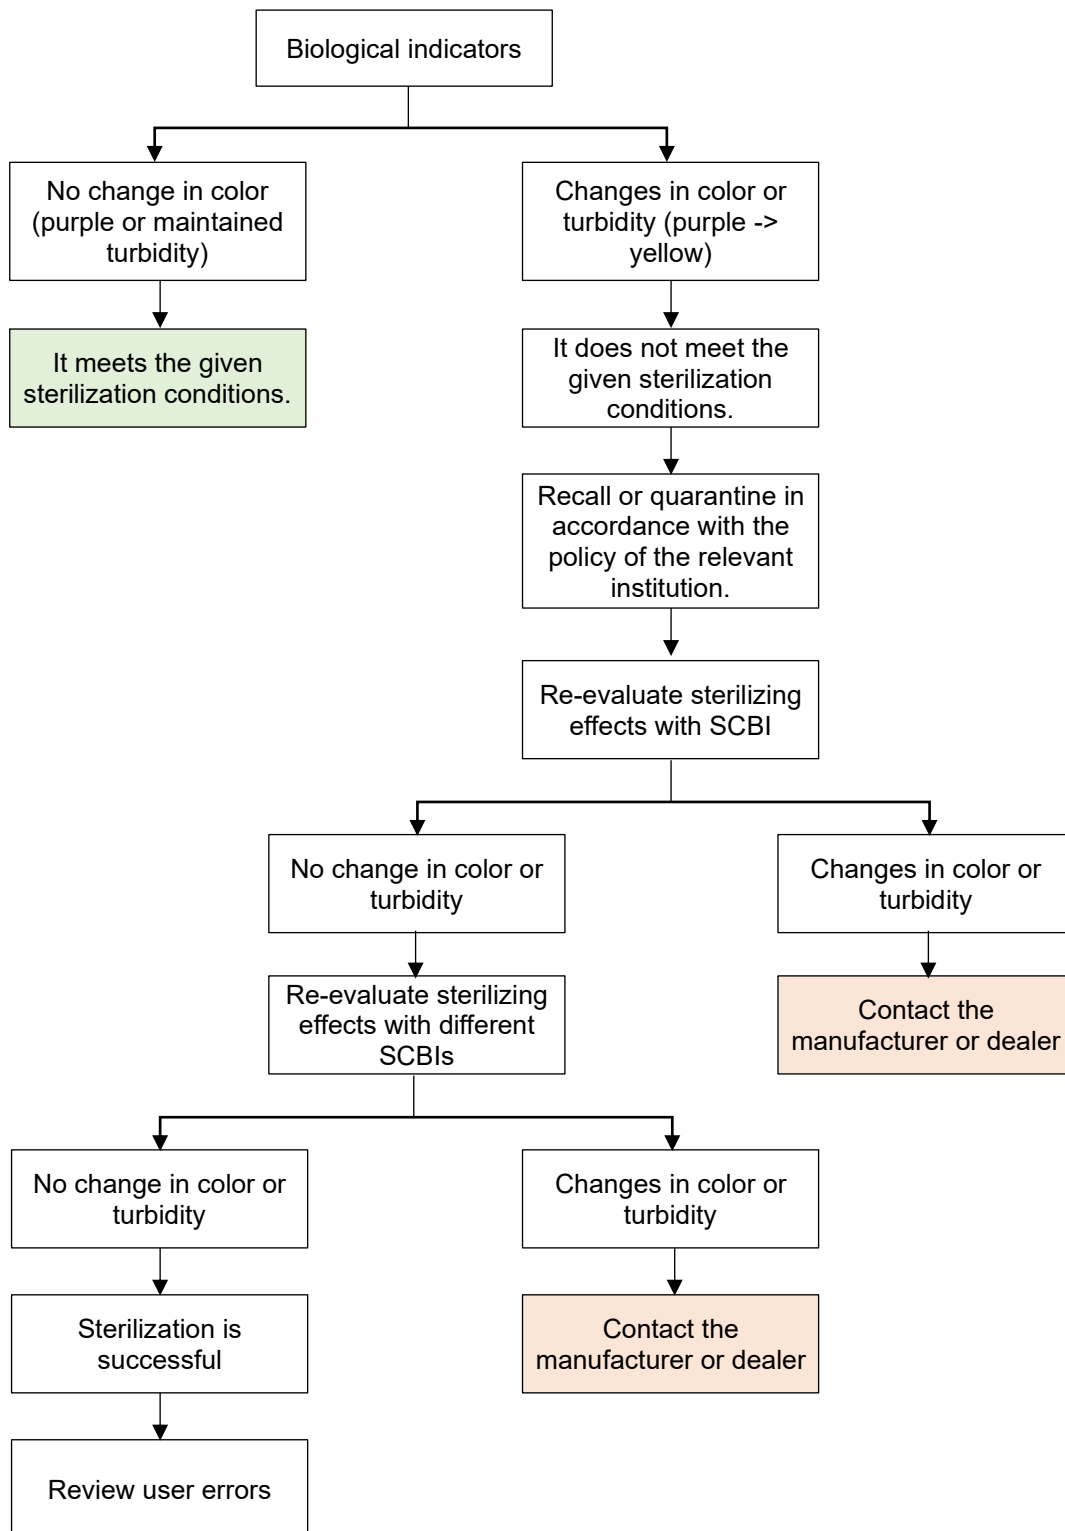 Biological indicators
No change in color
(purple or maintained
turbidity)
Changes in color or
turbidity (purple ->
yellow)
It meets the given
sterilization conditions.
It does not meet the
given sterilization
conditions.
Recall or quarantine in
accordance with the
policy of the relevant
institution.
Re-evaluate sterilizing
effects with SCBI
No change in color or
turbidity
Changes in color or
turbidity
Re-evaluate sterilizing
effects with different
SCBIs
Contact the
manufacturer or dealer
No change in color or
turbidity
Changes in color or
turbidity
Sterilization is
successful
Contact the
manufacturer or dealer
Review user errors